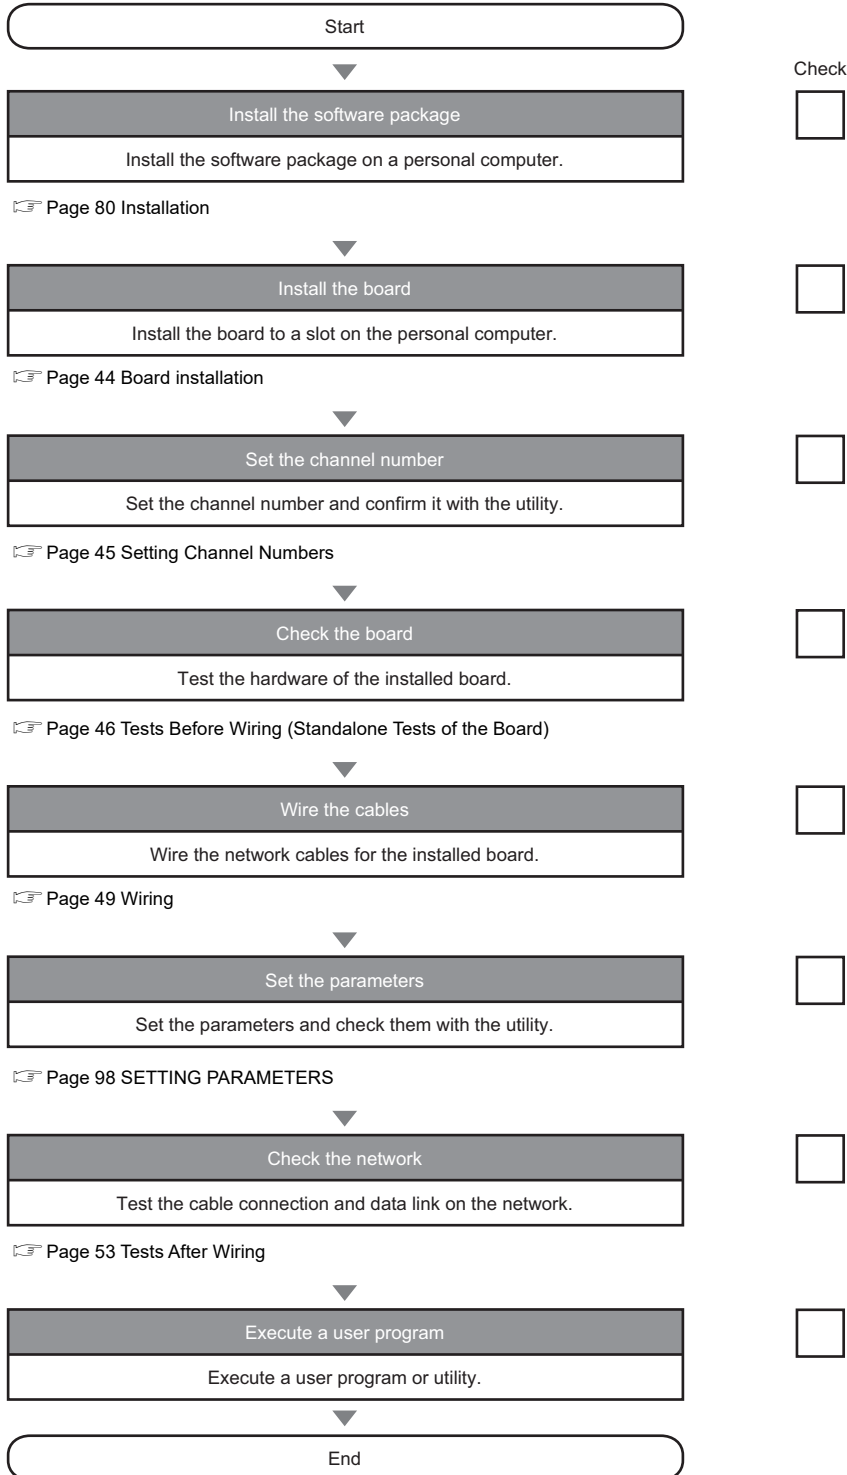 Start
Check
Install the software package
Install the software package on a personal computer.
Page 80 Installation
Install the board
Install the board to a slot on the personal computer.
Page 44 Board installation
Set the channel number
Set the channel number and confirm it with the utility.
Page 45 Setting Channel Numbers
Check the board
Test the hardware of the installed board.
Page 46 Tests Before Wiring (Standalone Tests of the Board)
Wire the cables
Wire the network cables for the installed board.
Page 49 Wiring
Set the parameters
Set the parameters and check them with the utility.
Page 98 SETTING PARAMETERS
Check the network
Test the cable connection and data link on the network.
Page 53 Tests After Wiring
Execute a user program
Execute a user program or utility.
End